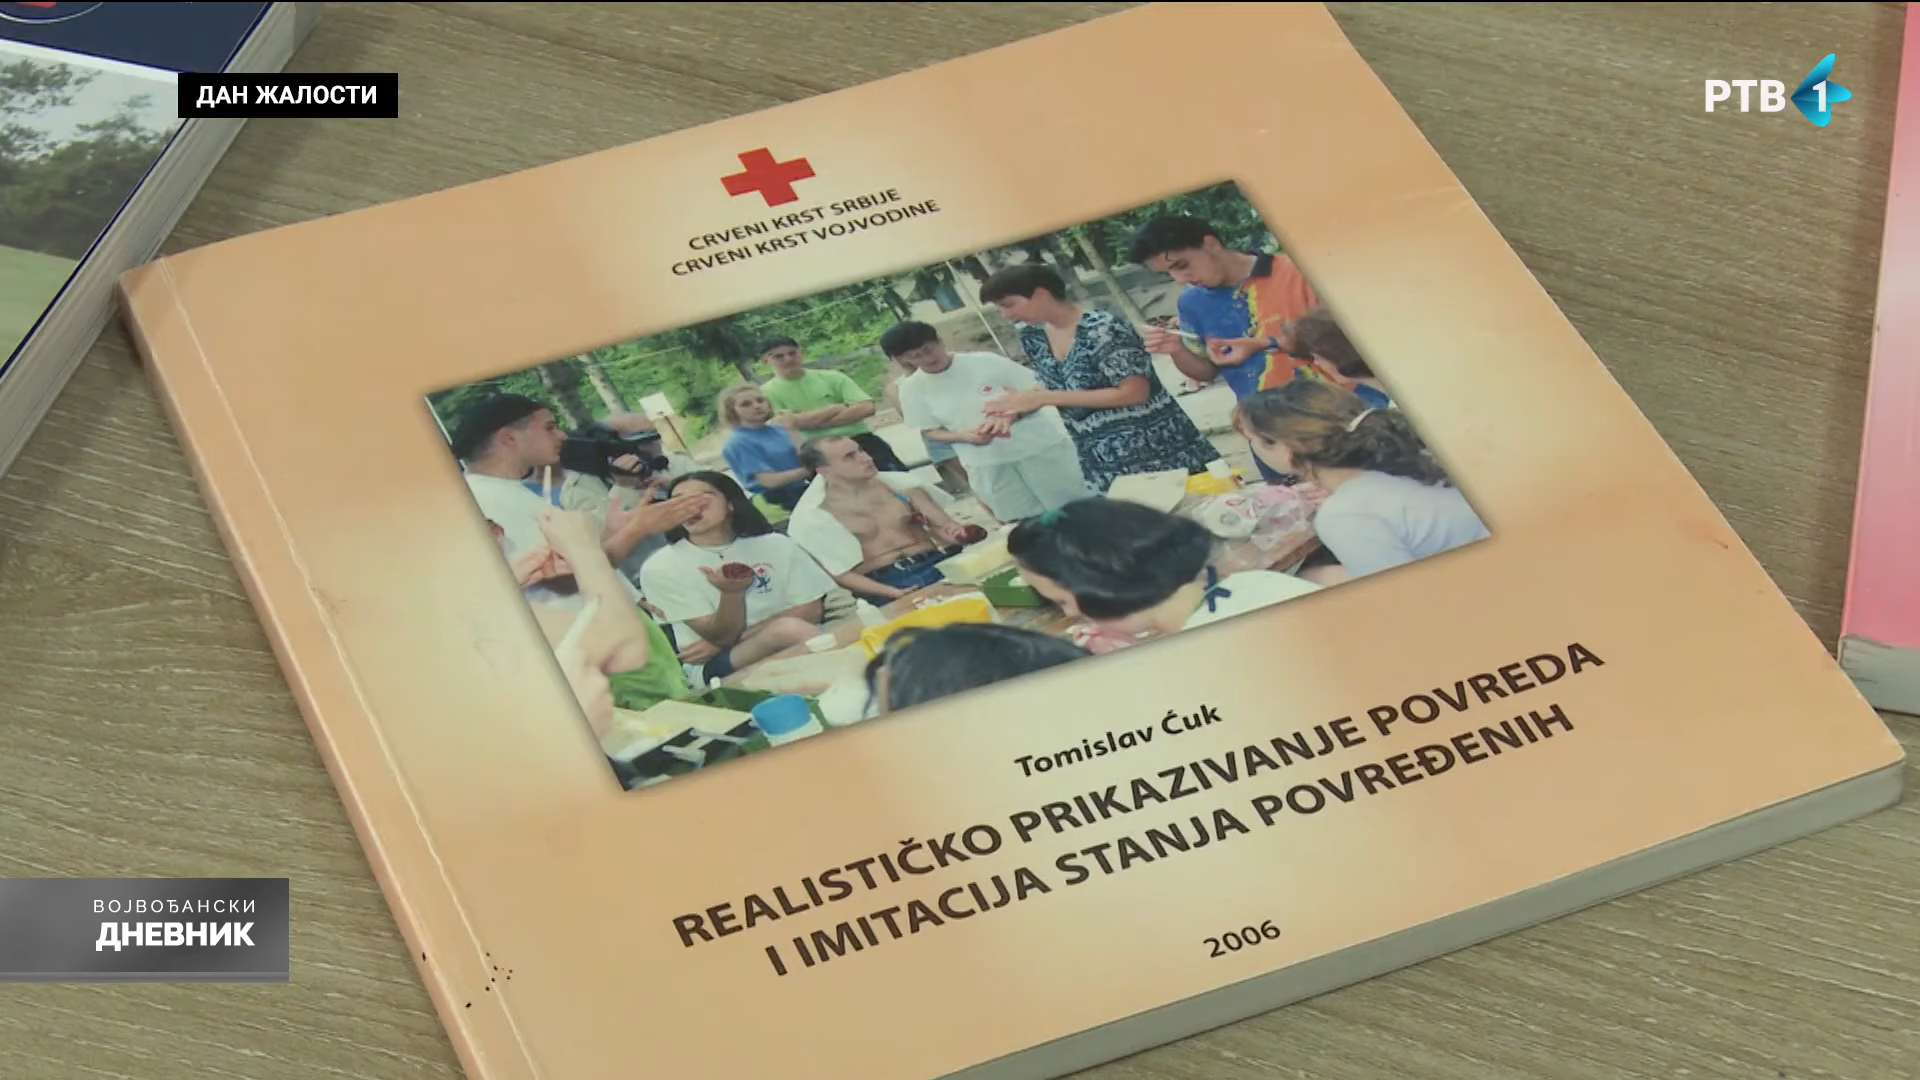 ДАН ЖАЛОСТИ
РТВ 1
CRVENI KRST SRBIJE
CRVENI KRST VOJVODINE
Tomislav Ćuk
REALISTIČKO PRIKAZIVANJE POVREDA
I IMITACIJA STANJA POVREĐENIH
2006
ВОЈВОЂАНСКИ
ДНЕВНИК